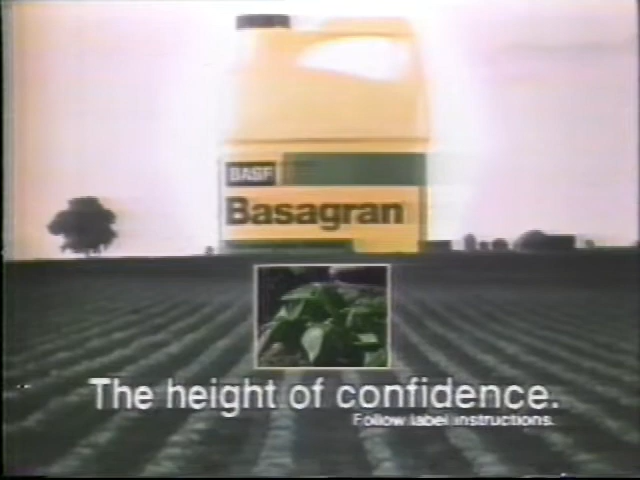 BASF
Basagran
The height of confidence.
Follow label instructions.